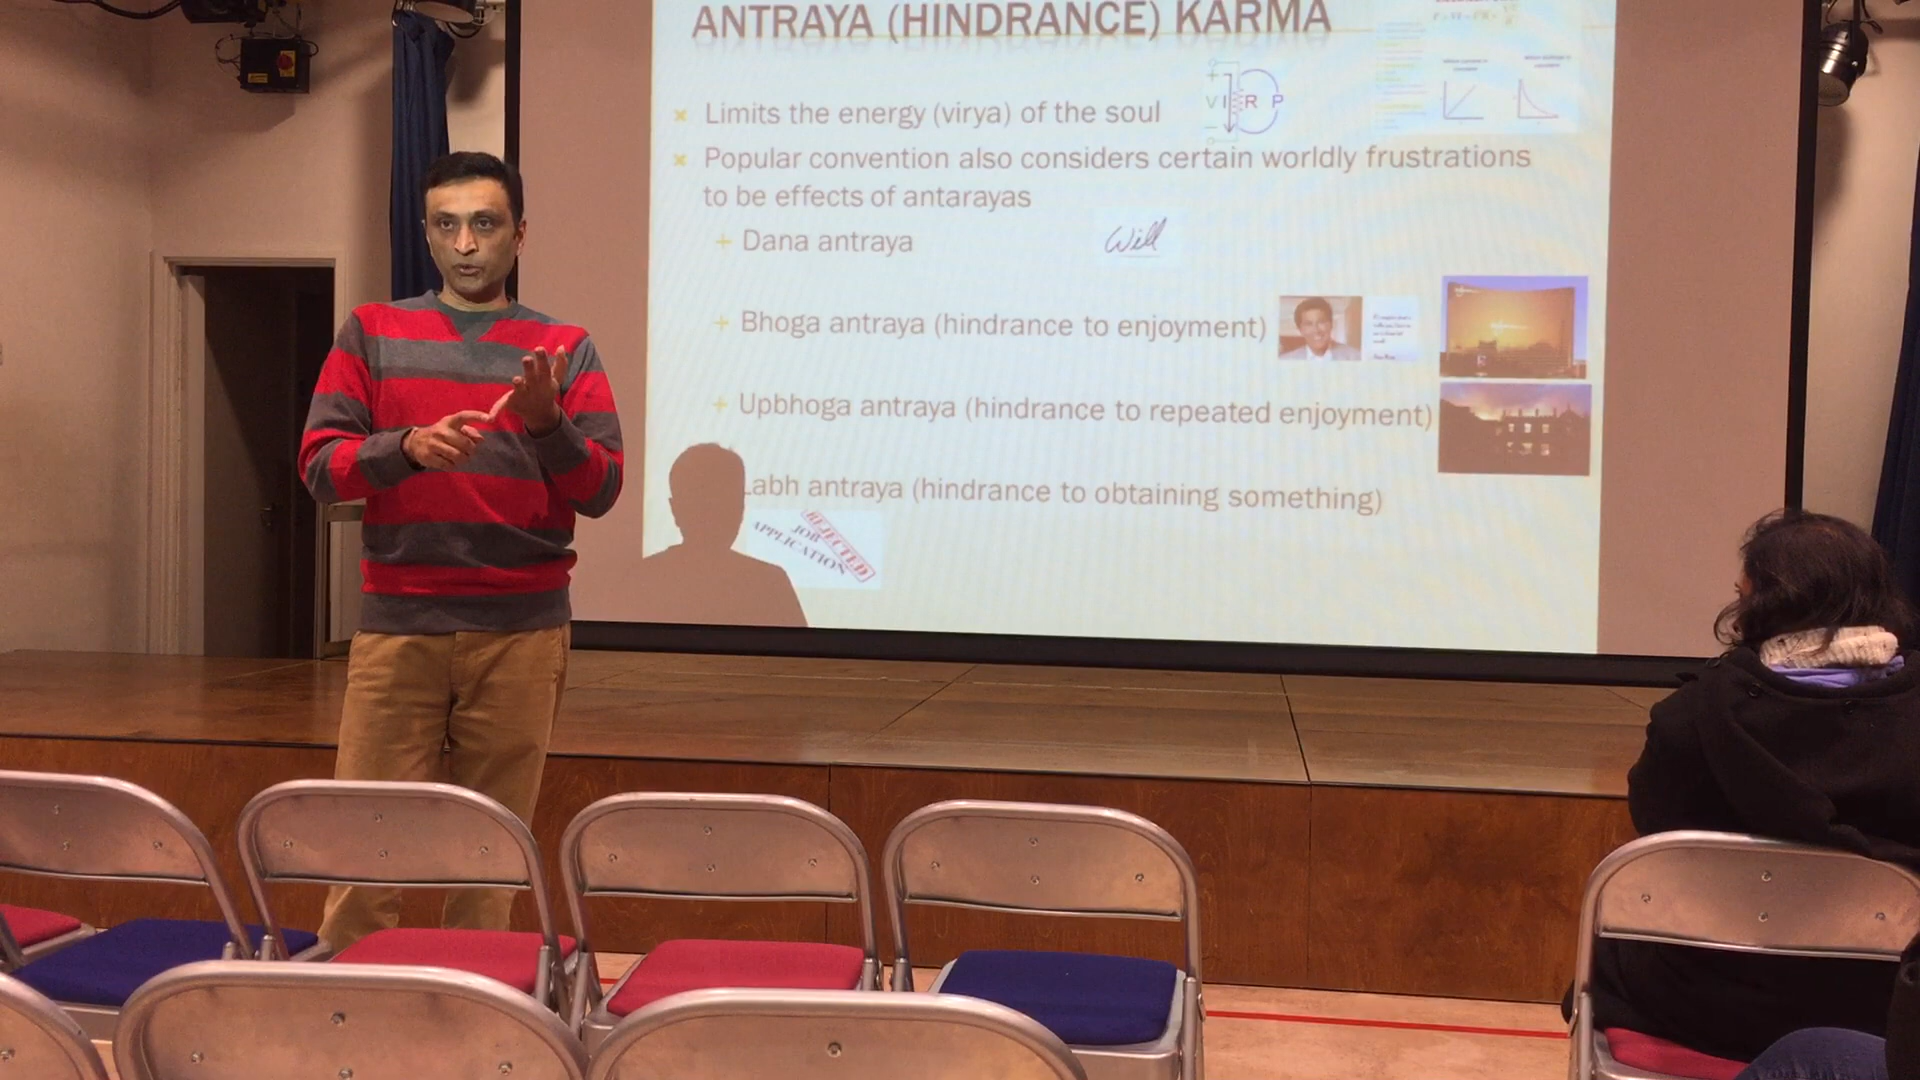 ANTRAYA (HINDRANCE) KARMA
Limits the energy (virya) of the soul
V I R P
Popular convention also considers certain worldly frustrations
to be effects of antarayas
Dana antraya
Will
Bhoga antraya (hindrance to enjoyment)
Upbhoga antraya (hindrance to repeated enjoyment)
Labh antraya (hindrance to obtaining something)
JOB
APPLICATION
REJECTED